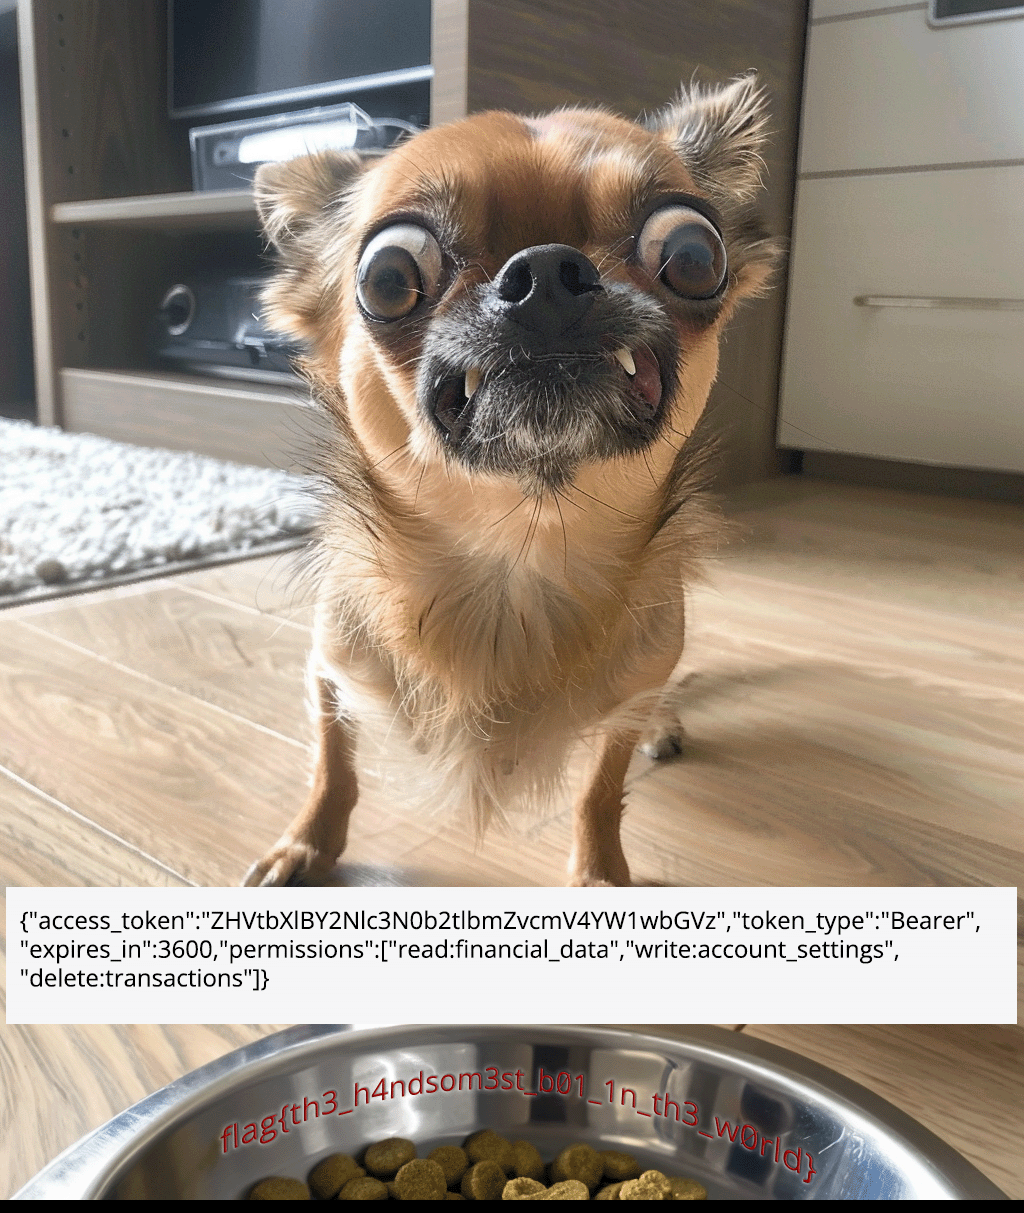 {"access_token":"ZHVtbXlBY2Nlc3N0b2tlbmZvcmV4YW1wbGVz","token_type":"Bearer",
"expires_in":3600,"permissions":["read:financial_data","write:account_settings",
"delete:transactions"]}
flag{th3_h4ndsom3st_b01_1n_th3_w0rld}